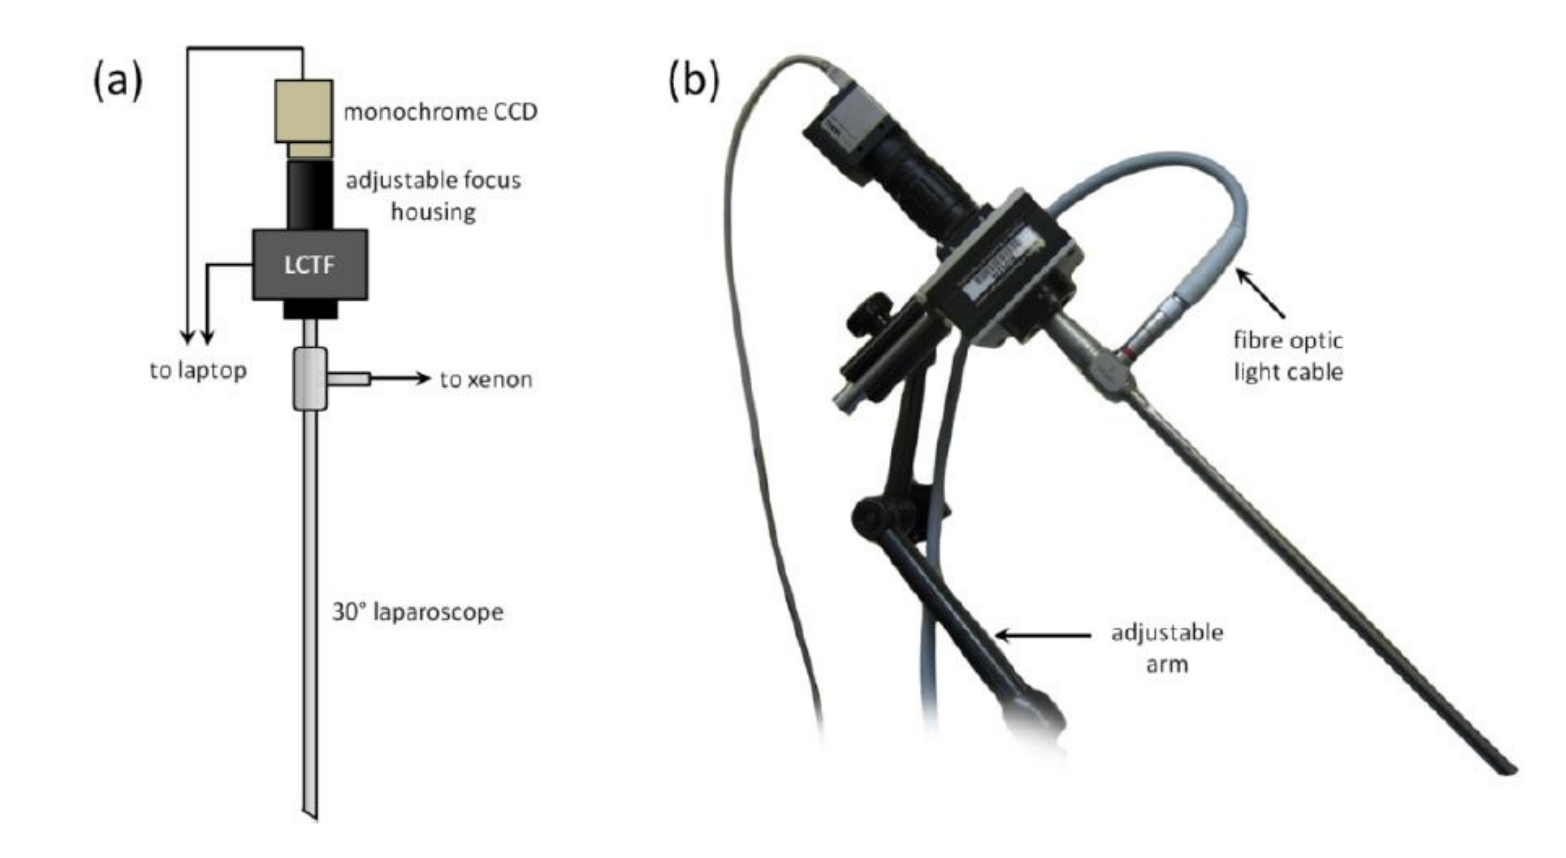 (a)
monochrome CCD
adjustable focus
housing
LCTF
to laptop
to xenon
30° laparoscope
(b)
fibre optic
light cable
adjustable
arm